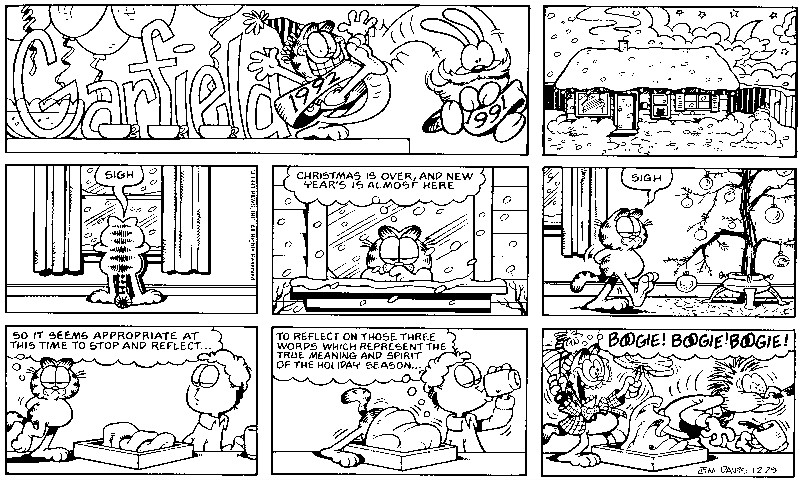 Garfield
1992
1991
SIGH
CHRISTMAS IS OVER, AND NEW
YEAR'S IS ALMOST HERE
SIGH
SO IT SEEMS APPROPRIATE AT
THIS TIME TO STOP AND REFLECT...
TO REFLECT ON THOSE THREE
WORDS WHICH REPRESENT THE
TRUE MEANING AND SPIRIT
OF THE HOLIDAY SEASON...
BOOGIE! BOOGIE! BOOGIE!
JIM DAVIS 12-29